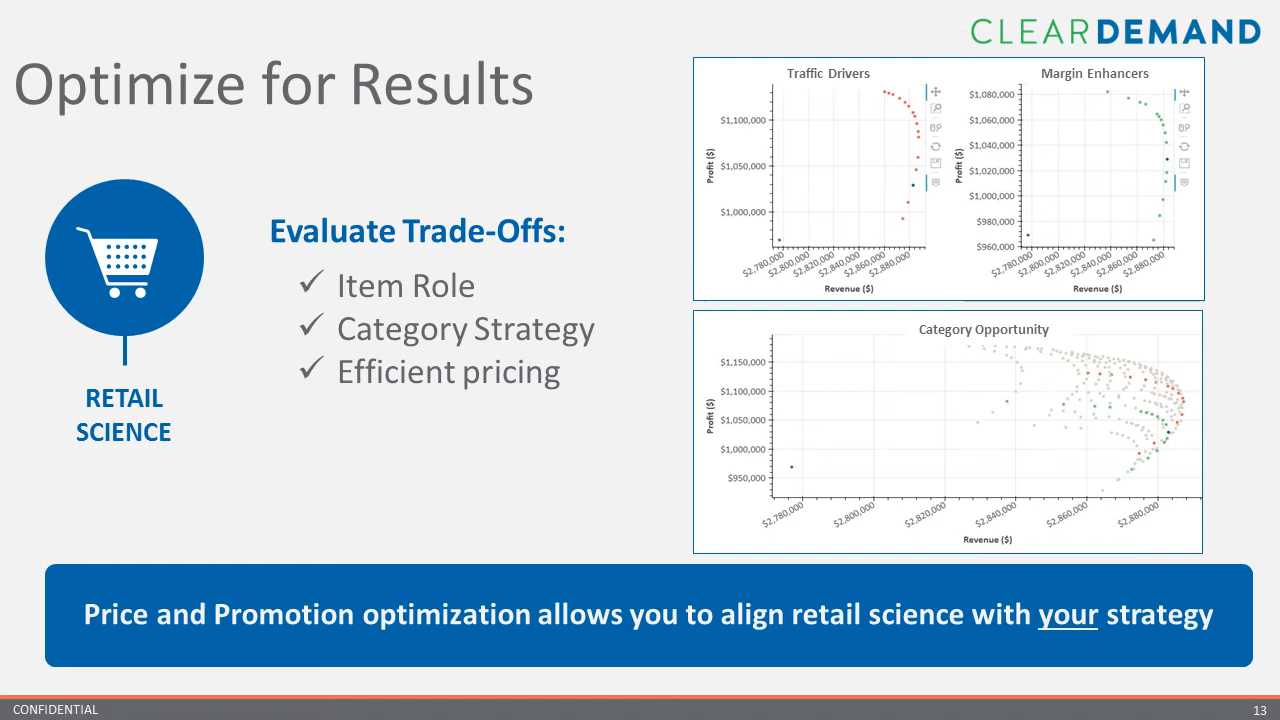 CLEARDEMAND
Optimize for Results
RETAIL
SCIENCE
Evaluate Trade-Offs:
✓ Item Role
✓ Category Strategy
✓ Efficient pricing
Traffic Drivers
Profit ($)
$1,100,000
$1,050,000
$1,000,000
$2,780,000 $2,800,000 $2,820,000 $2,840,000 $2,860,000 $2,880,000
Revenue ($)
Margin Enhancers
Profit ($)
$1,080,000
$1,060,000
$1,040,000
$1,020,000
$1,000,000
$980,000
$960,000
$2,780,000 $2,800,000 $2,820,000 $2,840,000 $2,860,000 $2,880,000
Revenue ($)
Category Opportunity
Profit ($)
$1,150,000
$1,100,000
$1,050,000
$1,000,000
$950,000
$2,780,000 $2,800,000 $2,820,000 $2,840,000 $2,860,000 $2,880,000
Revenue ($)
Price and Promotion optimization allows you to align retail science with your strategy
CONFIDENTIAL
13